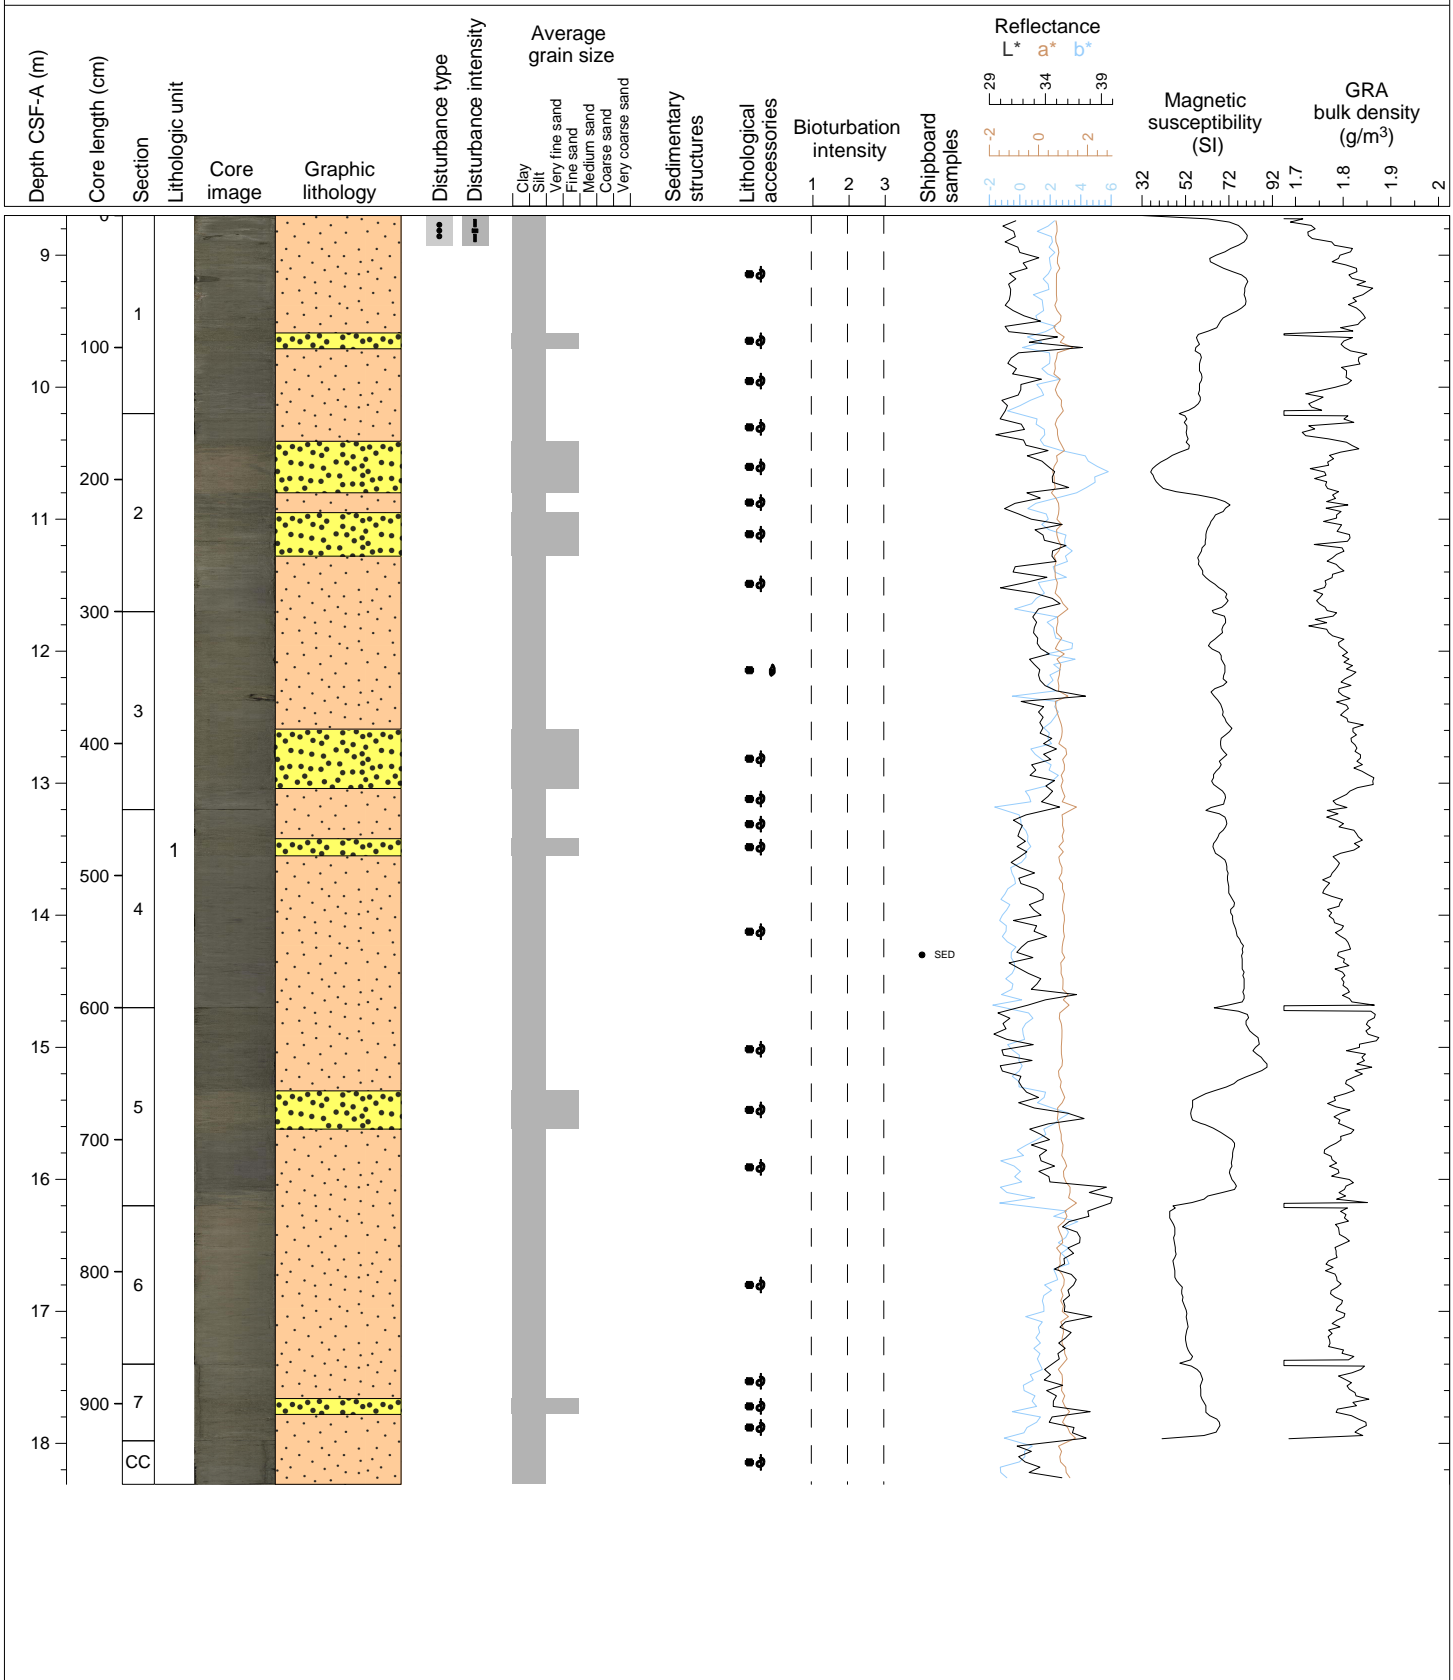 Depth CSF-A (m)
Core length (cm)
Section
Lithologic unit
Core
image
Graphic
lithology
Disturbance type
Disturbance intensity
Average
grain size
Clay
Silt
Very fine sand
Fine sand
Medium sand
Coarse sand
Very coarse sand
Sedimentary
structures
Lithological
accessories
Bioturbation
intensity
1 2 3
Shipboard
samples
Reflectance
L* a* b*
29 34 39
-2 0 2
-2 0 2 4 6
Magnetic
susceptibility
(SI)
32 52 72 92
GRA
bulk density
(g/m³)
1.7 1.8 1.9 2
9
10
11
12
13
14
15
16
17
18
0
100
200
300
400
500
600
700
800
900
1
2
3
4
5
6
7
CC
1
SED